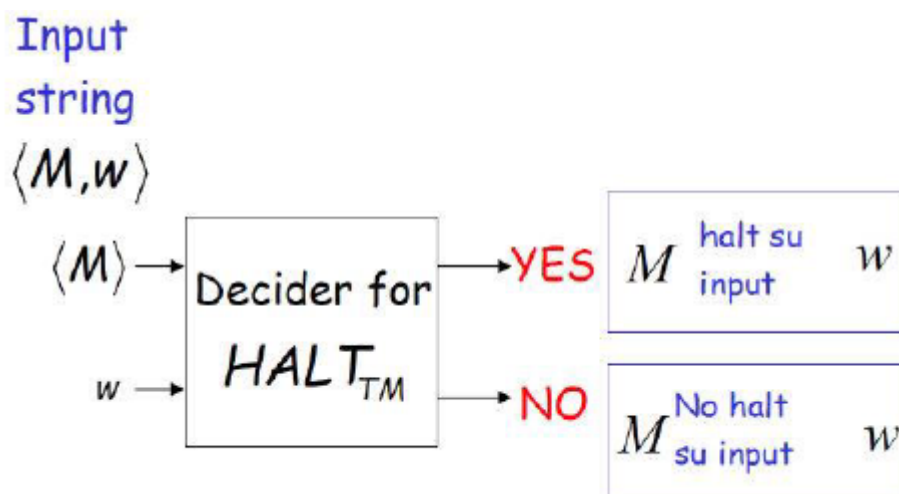 Input
string
⟨M,w⟩
⟨M⟩
w
Decider for
HALT_TM
YES
M halt su input w
NO
M No halt su input w